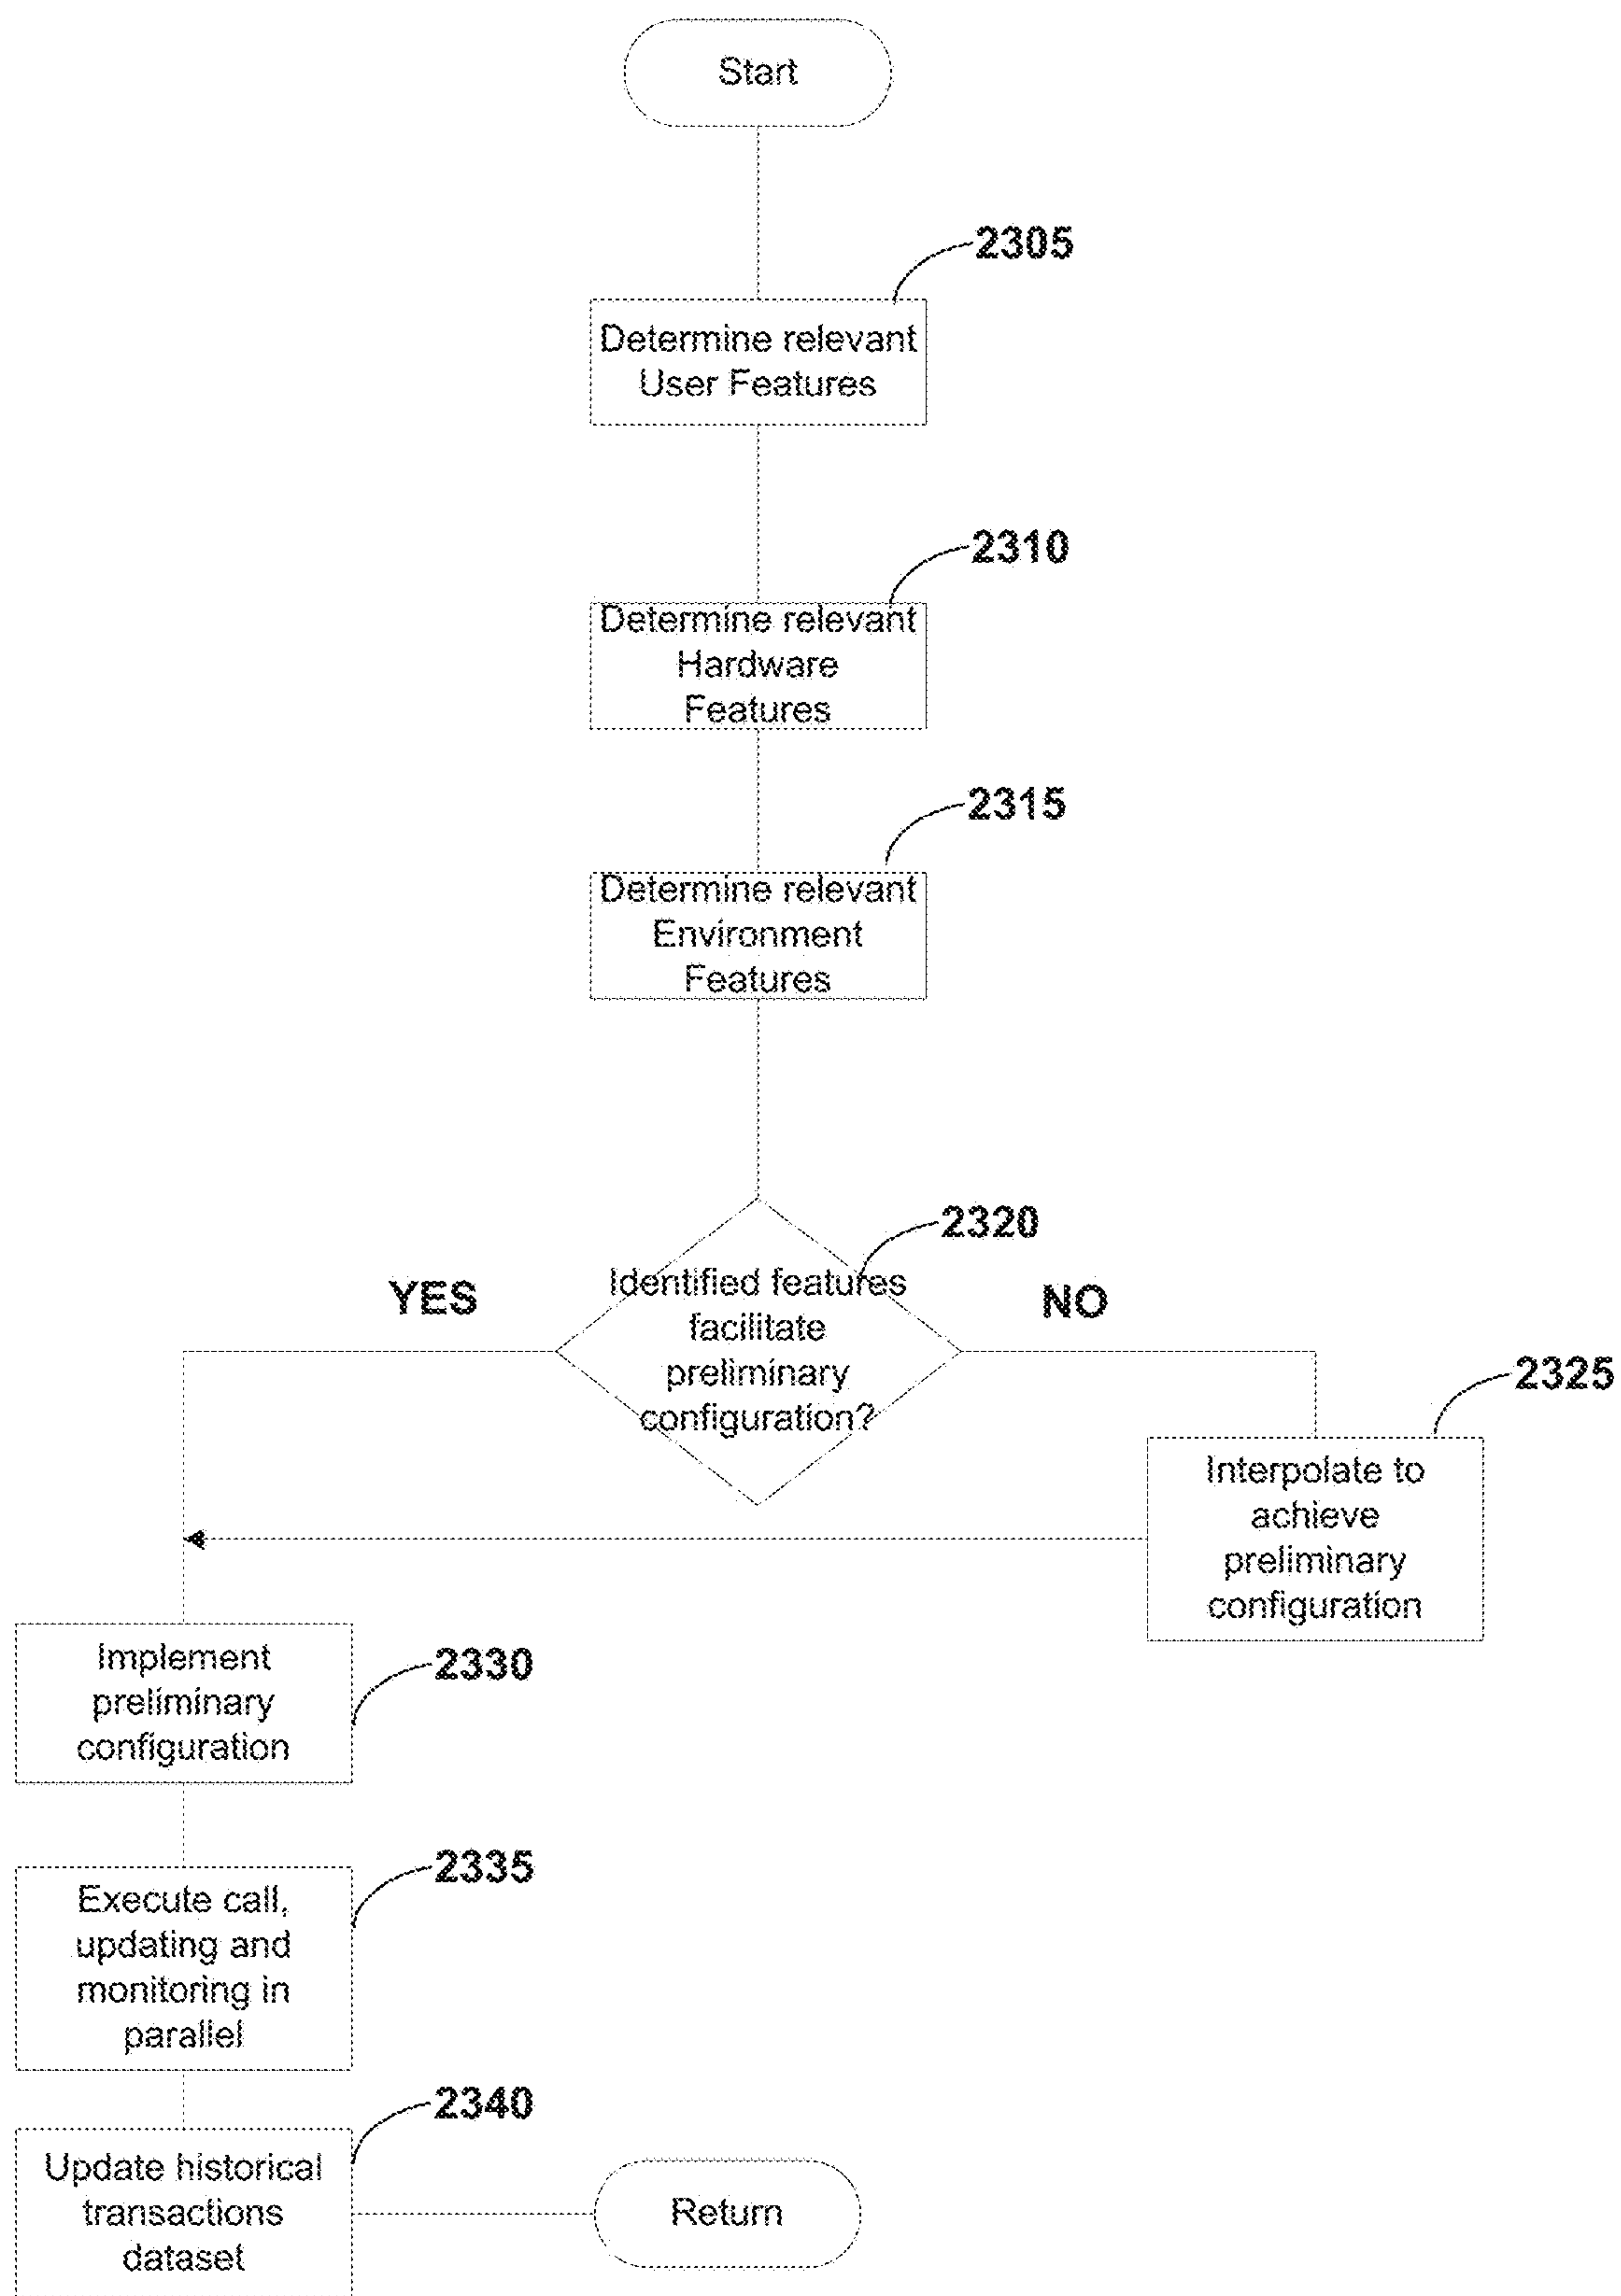 Start
2305
Determine relevant
User Features
2310
Determine relevant
Hardware
Features
2315
Determine relevant
Environment
Features
2320
YES
Identified features
facilitate
preliminary
configuration?
NO
2325
Interpolate to
achieve
preliminary
configuration
Implement
preliminary
configuration
2330
2335
Execute call,
updating and
monitoring in
parallel
2340
Update historical
transactions
dataset
Return